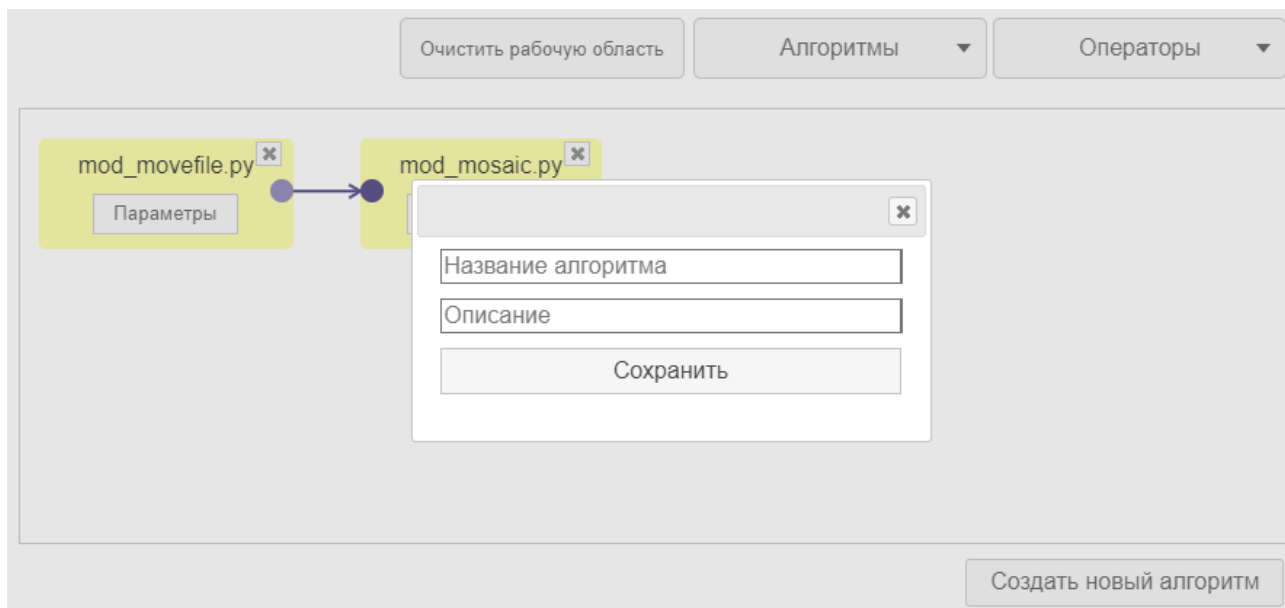 Очистить рабочую область
Алгоритмы
Операторы
mod_movefile.py
mod_mosaic.py
Параметры
Название алгоритма
Описание
Сохранить
Создать новый алгоритм